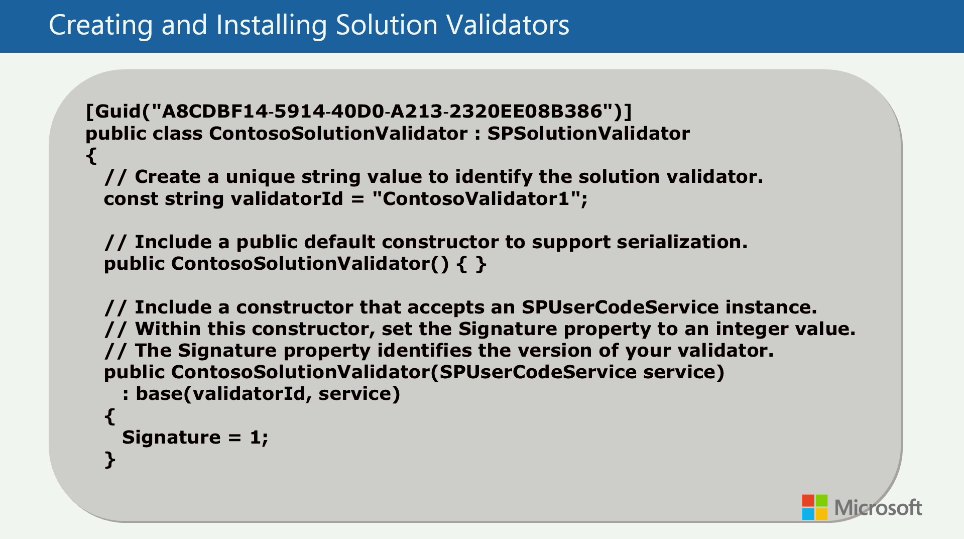 Creating and Installing Solution Validators
[Guid("A8CDBF14-5914-40D0-A213-2320EE08B386")]
public class ContosoSolutionValidator : SPSolutionValidator
{
// Create a unique string value to identify the solution validator.
const string validatorId = "ContosoValidator1";
// Include a public default constructor to support serialization.
public ContosoSolutionValidator() { }
// Include a constructor that accepts an SPUserCodeService instance.
// Within this constructor, set the Signature property to an integer value.
// The Signature property identifies the version of your validator.
public ContosoSolutionValidator(SPUserCodeService service)
: base(validatorId, service)
{
Signature = 1;
}
Microsoft